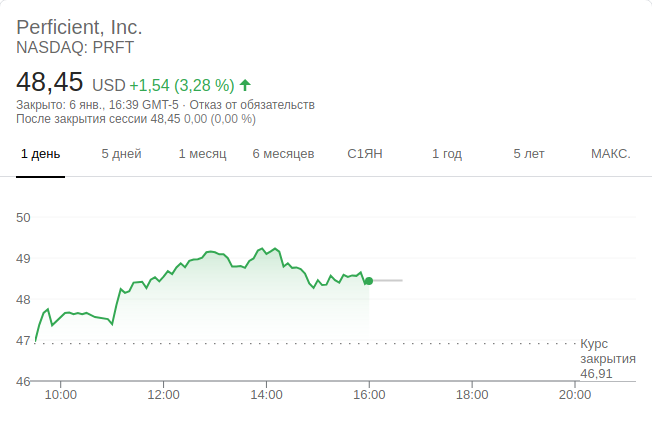 Perficient, Inc.
NASDAQ: PRFT
48,45 USD +1,54 (3,28 %)
Закрыто: 6 янв., 16:39 GMT-5 · Отказ от обязательств
После закрытия сессии 48,45 0,00 (0,00 %)
1 день 5 дней 1 месяц 6 месяцев С1ЯН 1 год 5 лет МАКС.
50
49
48
47
Курс
закрытия
46,91
46
10:00 12:00 14:00 16:00 18:00 20:00